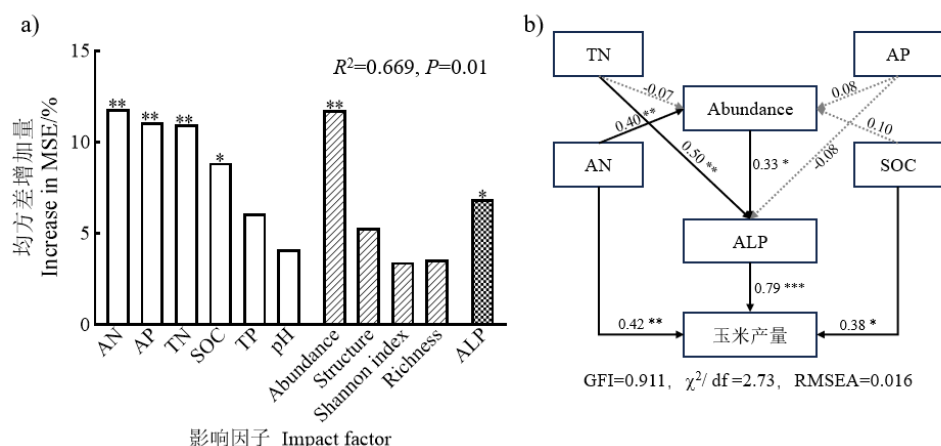 a)
R²=0.669, P=0.01
均方差增加量
Increase in MSE/%
15
10
5
0
**
**
**
*
**
*
AN
AP
TN
SOC
TP
pH
Abundance
Structure
Shannon index
Richness
ALP
影响因子 Impact factor
b)
TN
AP
-0.07
0.08
Abundance
0.40 **
0.10
AN
0.50 **
0.33 *
-0.08
SOC
ALP
0.79 ***
0.42 **
0.38 *
玉米产量
GFI=0.911, χ²/ df =2.73, RMSEA=0.016